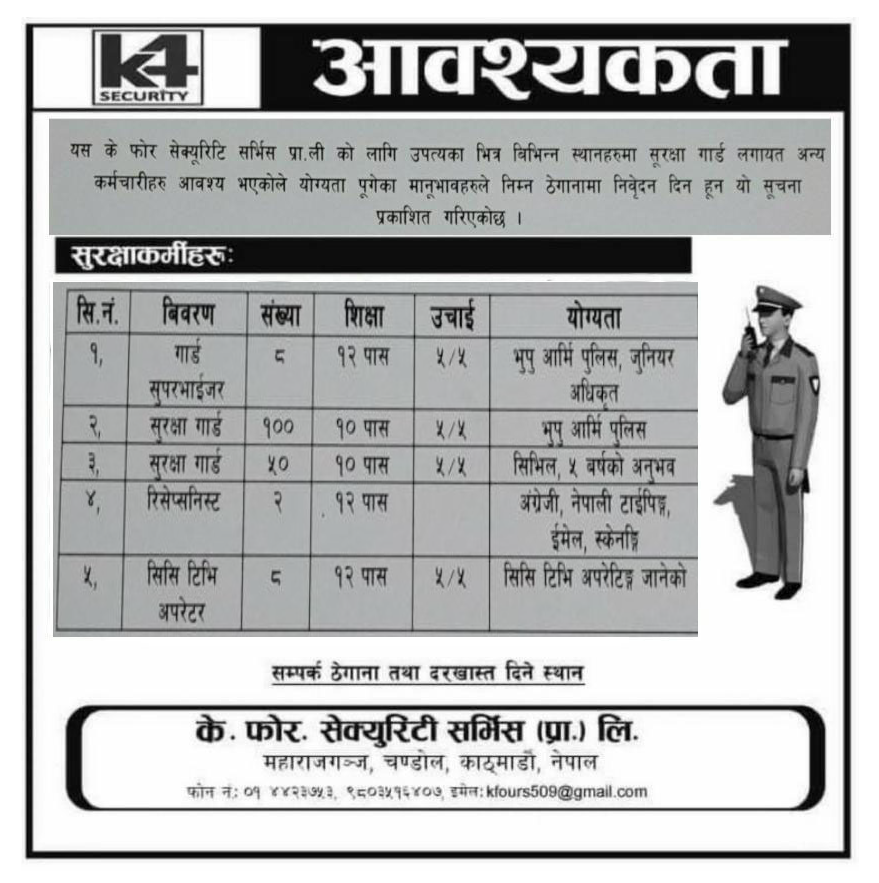 K4
SECURITY
आवश्यकता
यस के फोर सेक्यूरिटि सर्भिस प्रा.ली को लागि उपत्यका भित्र बिभिन्न स्थानहरुमा सूरक्षा गार्ड लगायत अन्य
कर्मचारीहरु आवश्य भएकोले योग्यता पूगेका मानूभावहरुले निम्न ठेगानामा निवेदन दिन हून यो सूचना
प्रकाशित गरिएकोछ ।
सुरक्षाकर्मीहरू:
सि.नं. बिवरण संख्या शिक्षा उचाई योग्यता
१, गार्ड ८ १२ पास ५/५ भुपु आर्मि पुलिस, जुनियर
सुपरभाईजर अधिकृत
२, सुरक्षा गार्ड १०० १० पास ५/५ भुपु आर्मि पुलिस
३, सुरक्षा गार्ड ५० १० पास ५/५ सिभिल, ५ बर्षको अनुभव
४, रिसेप्सनिस्ट २ १२ पास अंग्रेजी, नेपाली टाईपिङ्ग,
ईमेल, स्केनङ्गि
५, सिसि टिभि ८ १२ पास ५/५ सिसि टिभि अपरेटिङ्ग जानेको
अपरेटर
सम्पर्क ठेगाना तथा दरखास्त दिने स्थान
के. फोर. सेक्युरिटी सर्भिस (प्रा.) लि.
महाराजगञ्ज, चण्डोल, काठ्माडौं, नेपाल
फोन नं.: ०१ ४४२३७५३, ९८०३५१६४०७, इमेल: kfours509@gmail.com